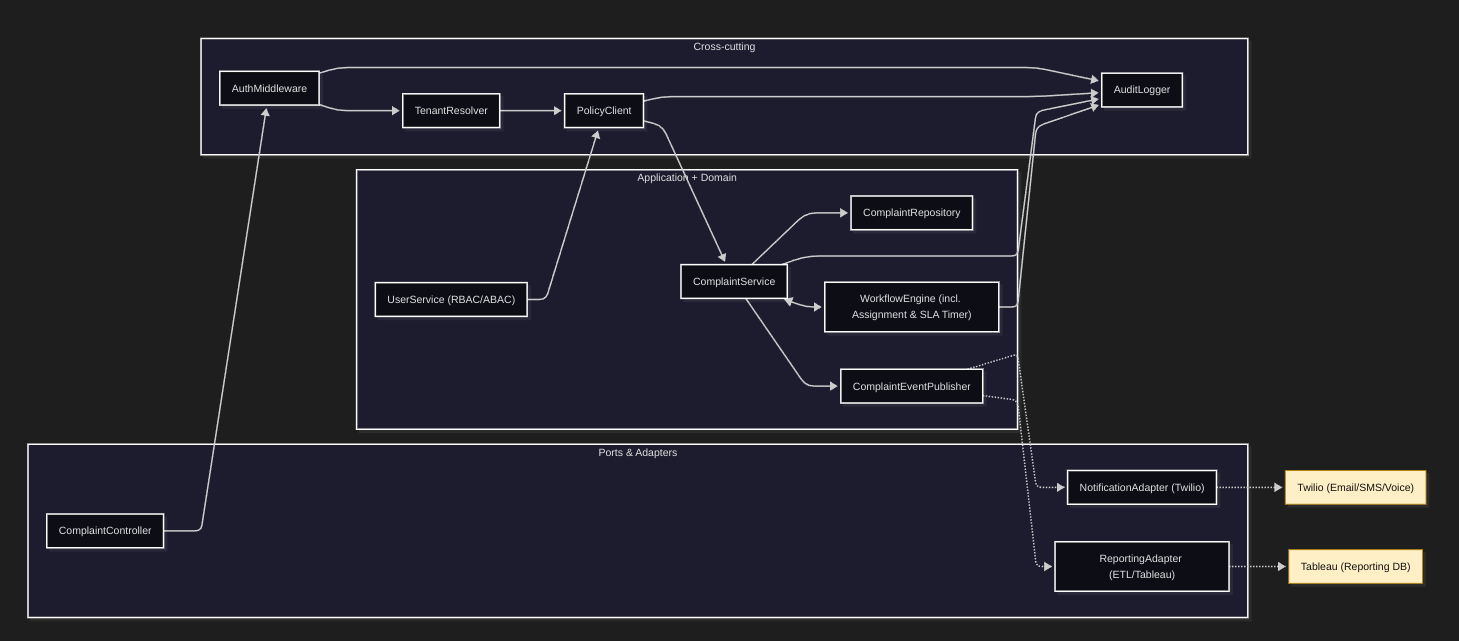 Cross-cutting
AuthMiddleware
TenantResolver
PolicyClient
AuditLogger
Application + Domain
ComplaintRepository
ComplaintService
UserService (RBAC/ABAC)
WorkflowEngine (incl.
Assignment & SLA Timer)
ComplaintEventPublisher
Ports & Adapters
ComplaintController
NotificationAdapter (Twilio)
Twilio (Email/SMS/Voice)
ReportingAdapter
(ETL/Tableau)
Tableau (Reporting DB)